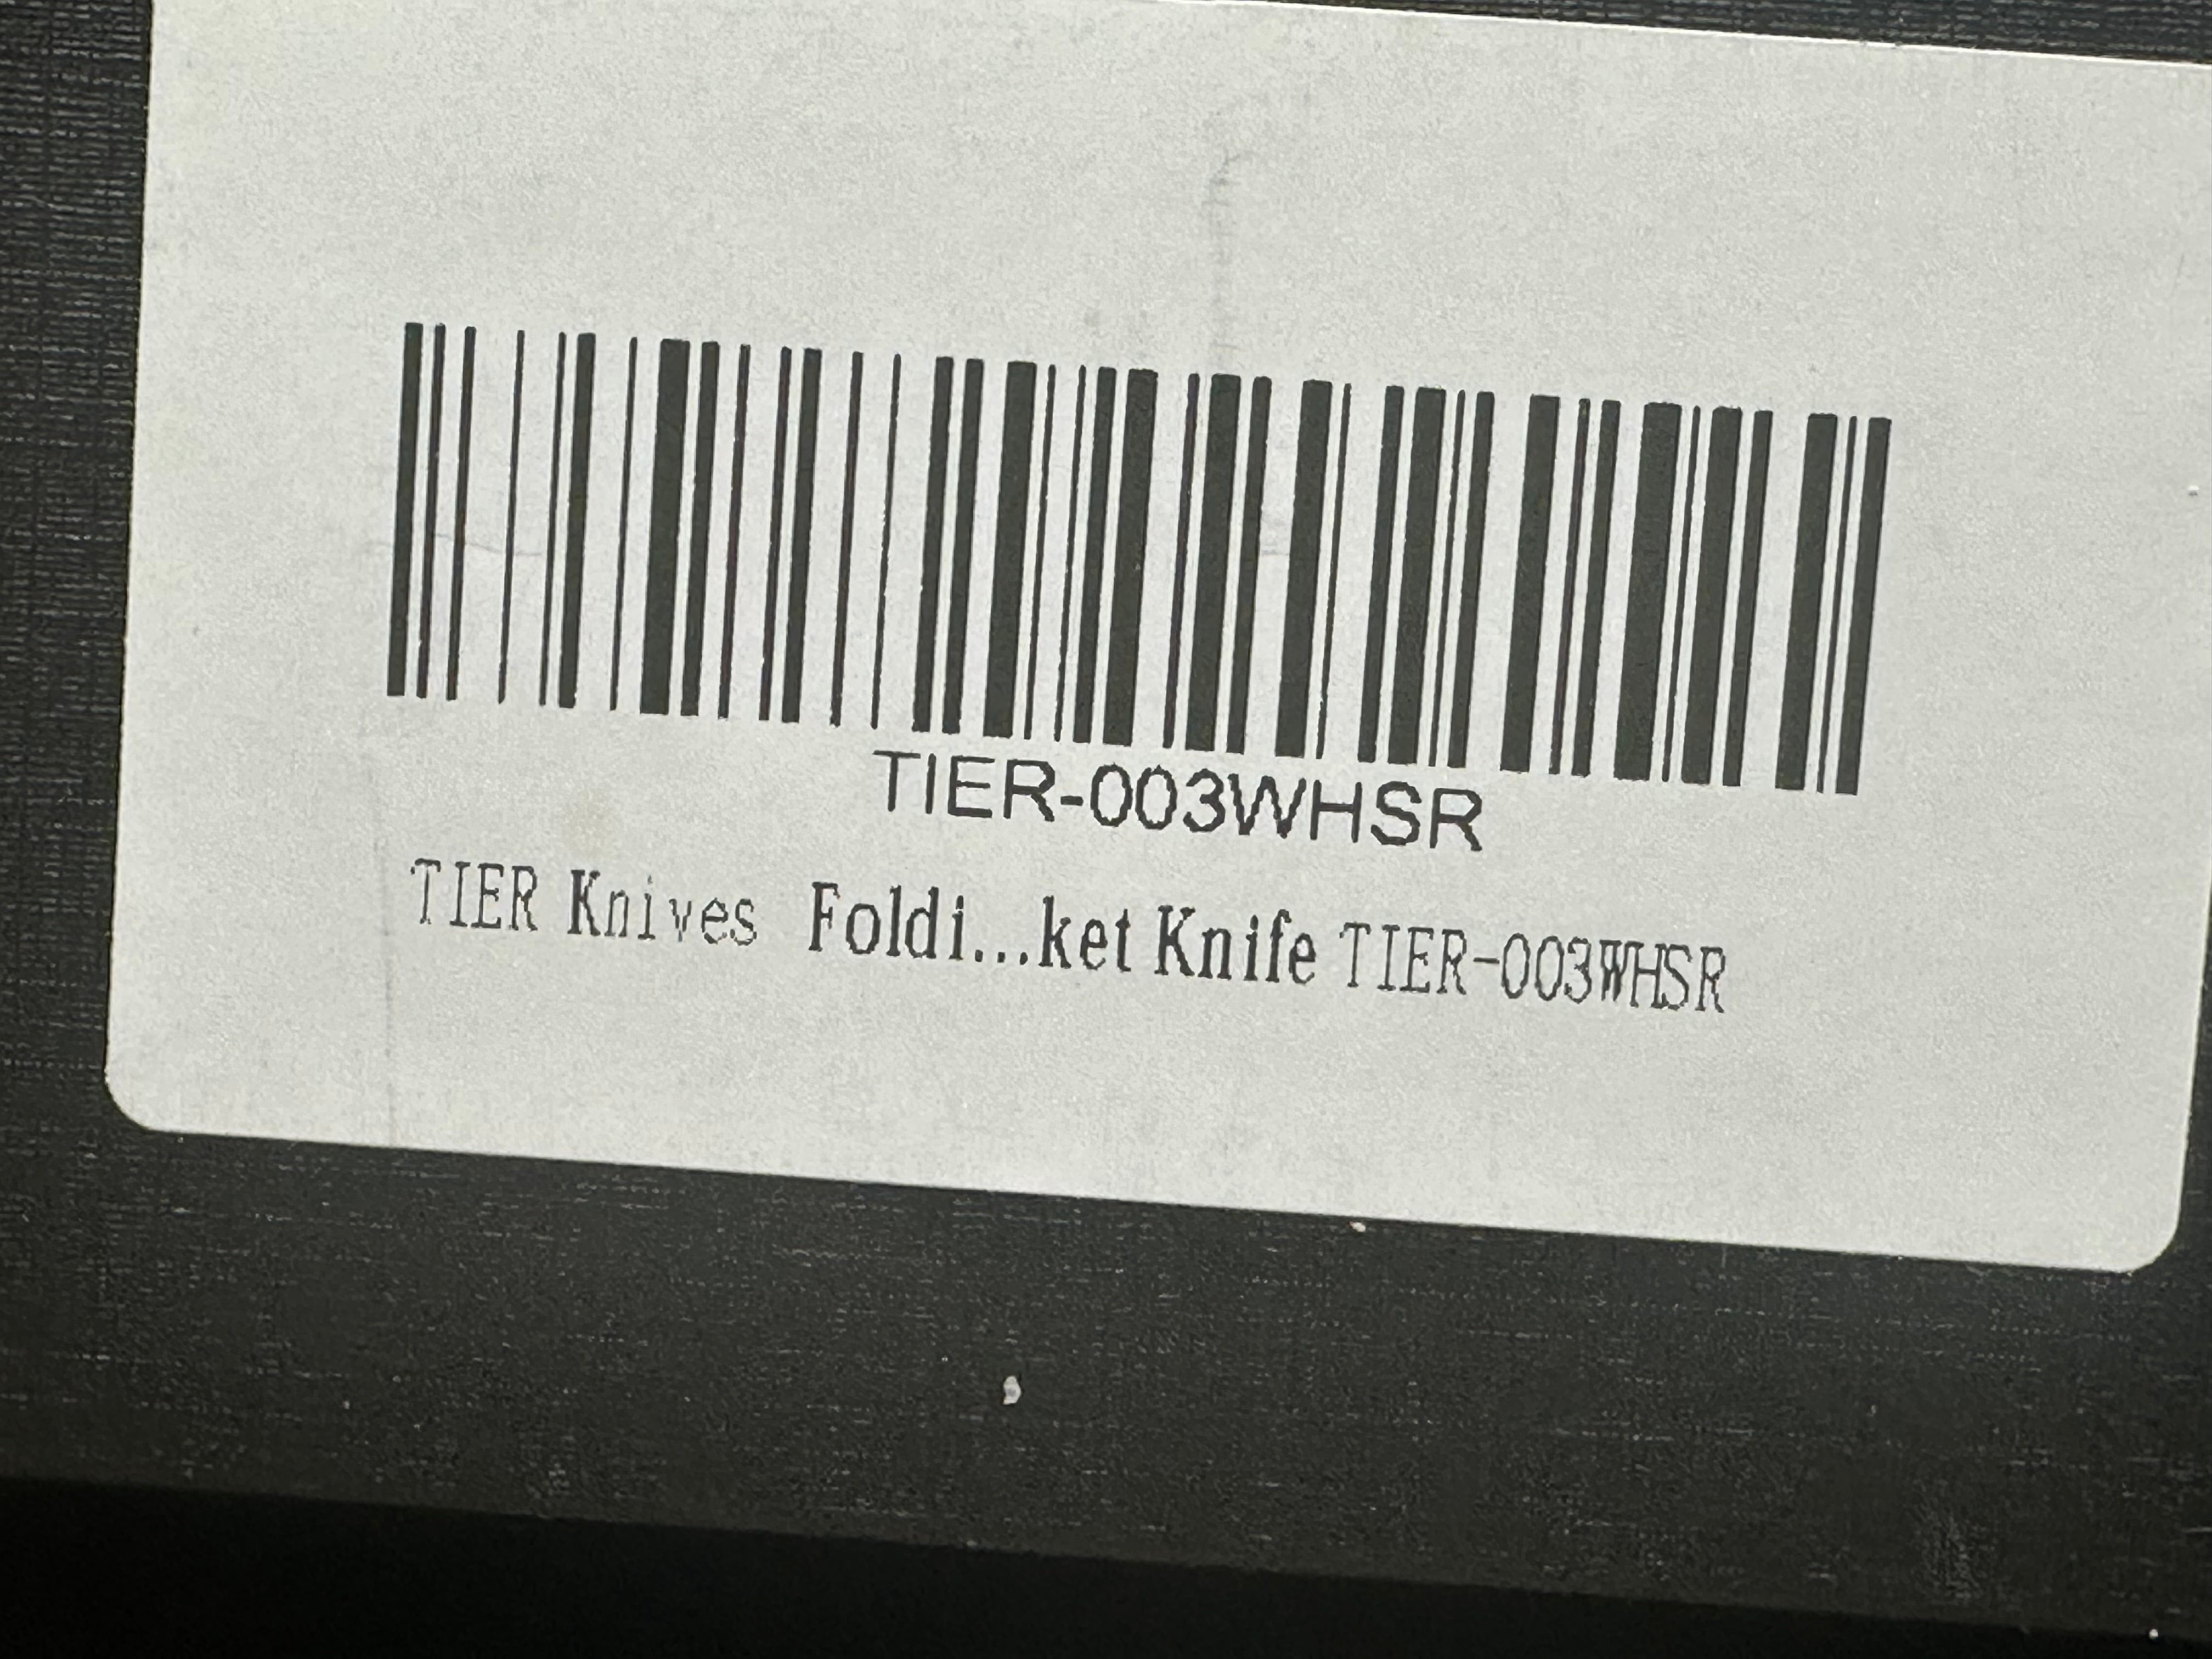 TIER-003WHSR
TIER Knives Foldi...ket Knife TIER-003WHSR